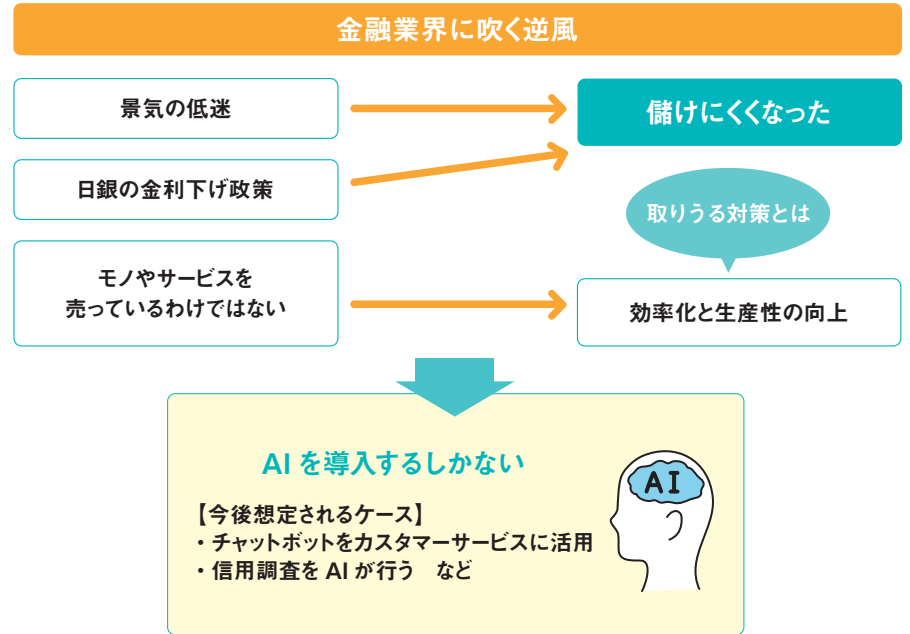 金融業界に吹く逆風
景気の低迷
儲けにくくなった
日銀の金利下げ政策
取りうる対策とは
モノやサービスを
売っているわけではない
効率化と生産性の向上
AI を導入するしかない
【今後想定されるケース】
・チャットボットをカスタマーサービスに活用
・信用調査を AI が行う　など
AI